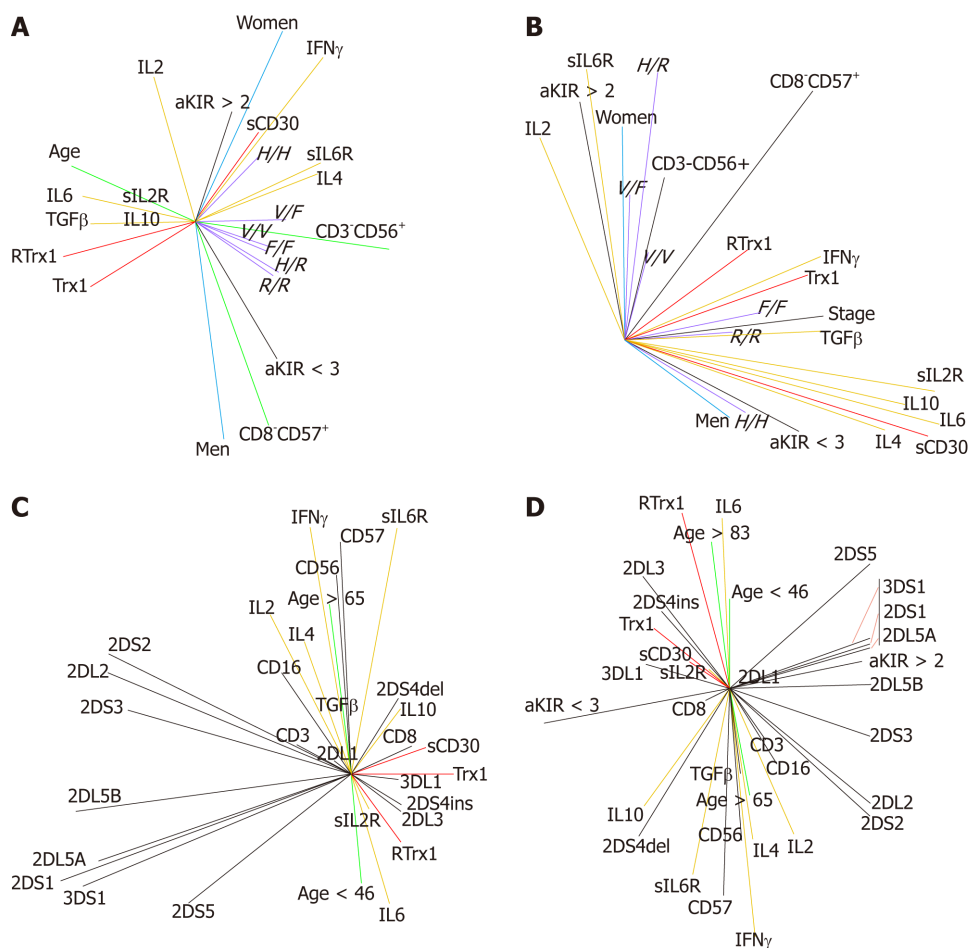 A
Women
IFNγ
IL2
aKIR > 2
sCD30
H/H
Age
sIL6R
IL4
IL6
sIL2R
TGFβ
IL10
V/F
CD3⁻CD56⁺
V/V
F/F
RTrx1
H/R
Trx1
R/R
aKIR < 3
Men
CD8⁻CD57⁺
B
sIL6R
H/R
CD8⁻CD57⁺
aKIR > 2
IL2
Women
CD3-CD56+
V/F
RTrx1
V/V
IFNγ
Trx1
F/F
Stage
R/R
TGFβ
sIL2R
IL10
IL6
Men
H/H
aKIR < 3
IL4
sCD30
C
IFNγ
CD57
sIL6R
CD56
Age > 65
IL2
IL4
2DS2
2DL2
CD16
2DS4del
TGFβ
IL10
2DS3
CD3
CD8
2DL1
sCD30
3DL1
Trx1
2DL5B
2DS4ins
sIL2R
2DL3
RTrx1
2DL5A
2DS1
3DS1
2DS5
Age < 46
IL6
D
RTrx1
IL6
Age > 83
2DS5
2DL3
Age < 46
3DS1
2DS4ins
2DS1
Trx1
2DL5A
sCD30
3DL1
sIL2R
2DL1
aKIR > 2
2DL5B
aKIR < 3
CD8
2DS3
CD3
CD16
TGFβ
IL10
Age > 65
2DL2
2DS2
2DS4del
CD56
IL4
IL2
sIL6R
CD57
IFNγ